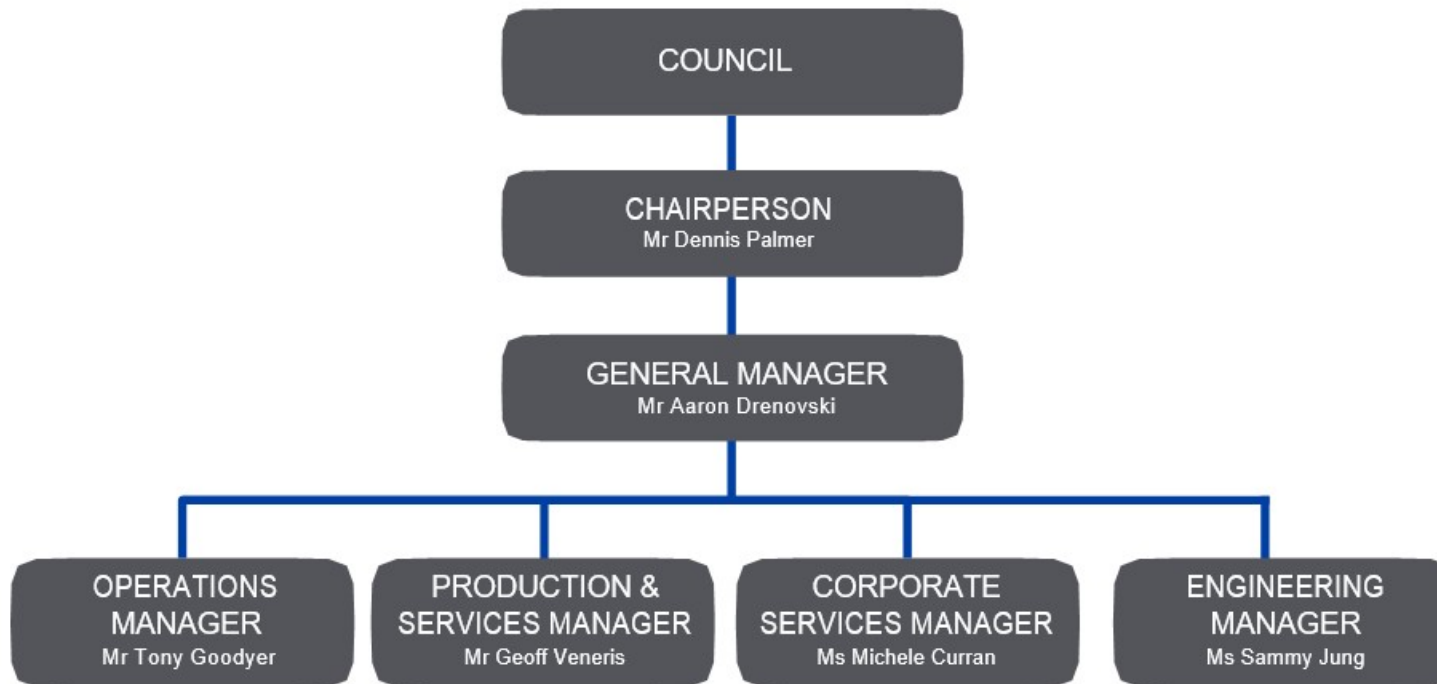 COUNCIL
CHAIRPERSON
Mr Dennis Palmer
GENERAL MANAGER
Mr Aaron Drenovski
OPERATIONS
MANAGER
Mr Tony Goodyer
PRODUCTION &
SERVICES MANAGER
Mr Geoff Veneris
CORPORATE
SERVICES MANAGER
Ms Michele Curran
ENGINEERING
MANAGER
Ms Sammy Jung